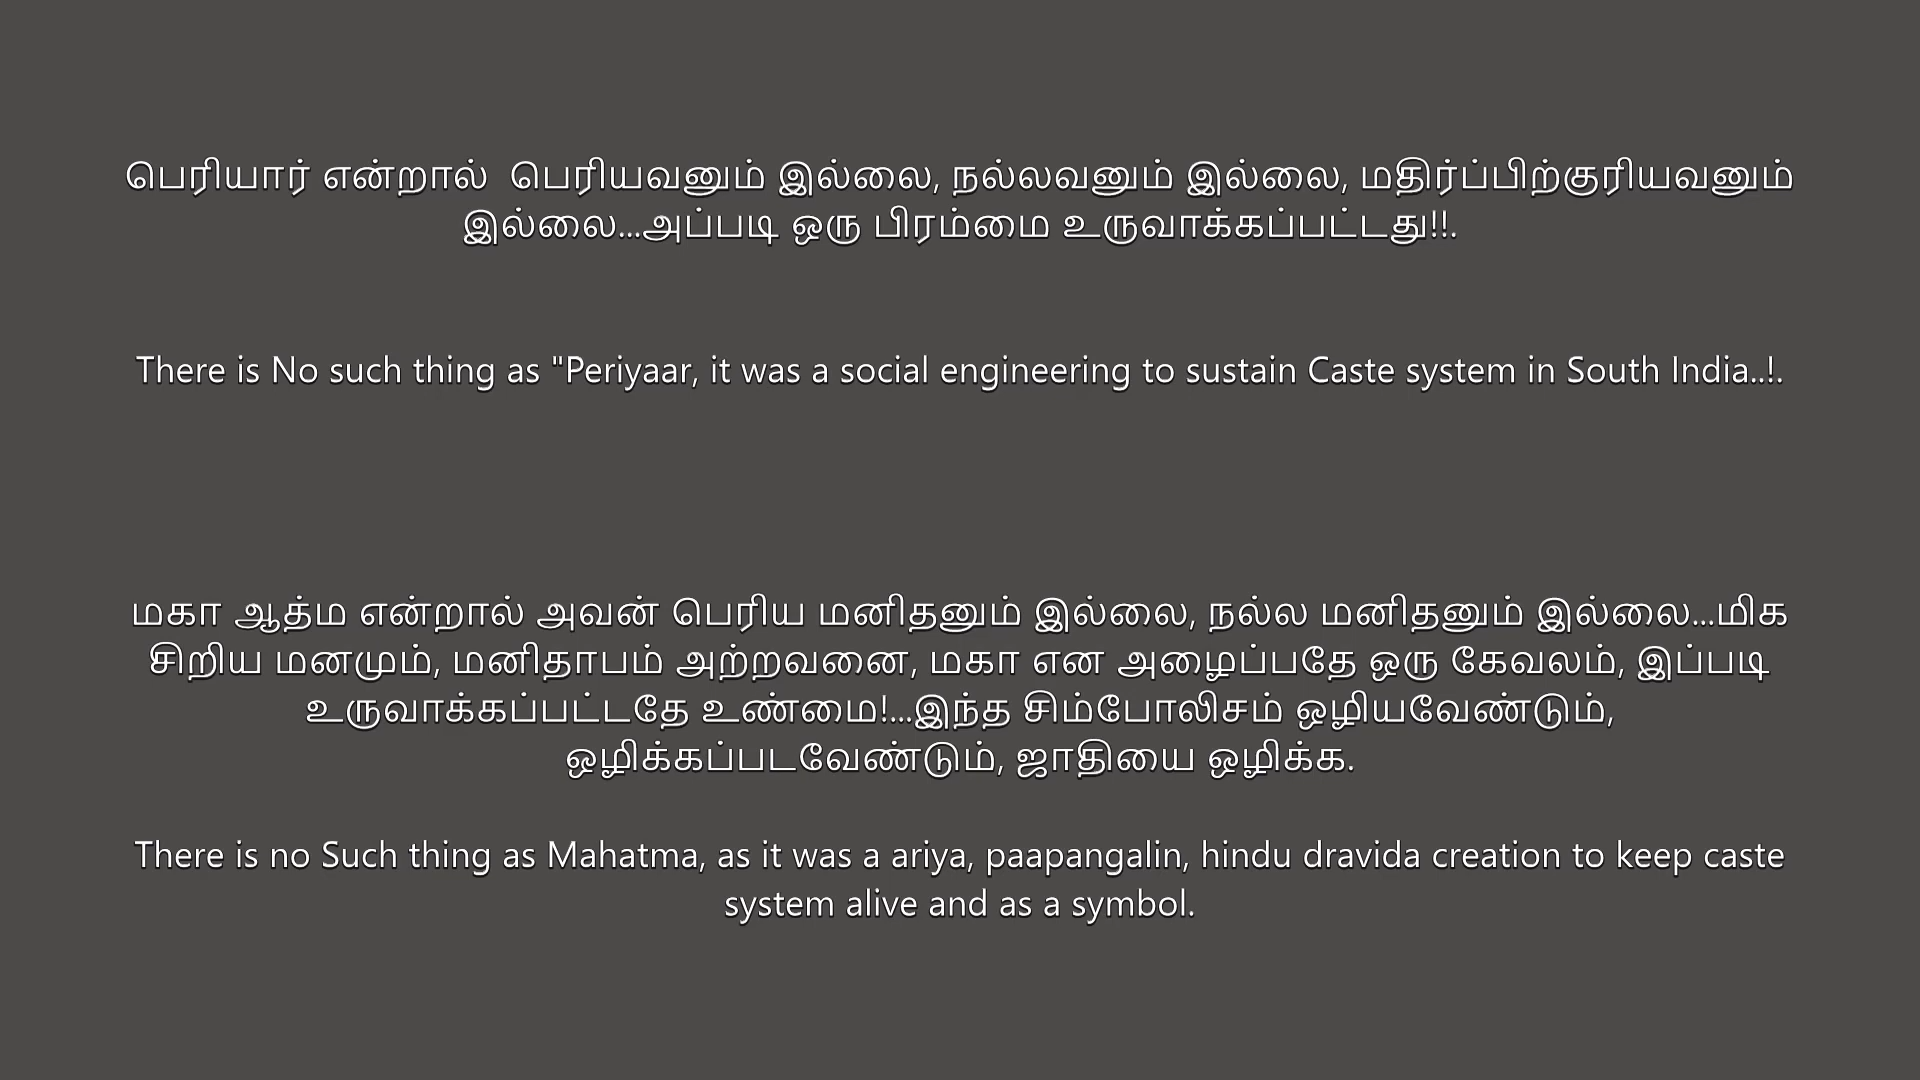 பெரியார் என்றால்  பெரியவனும் இல்லை, நல்லவனும் இல்லை, மதிர்ப்பிற்குரியவனும்
இல்லை...அப்படி ஒரு பிரம்மை உருவாக்கப்பட்டது!!.
There is No such thing as "Periyaar, it was a social engineering to sustain Caste system in South India..!.
மகா ஆத்ம என்றால் அவன் பெரிய மனிதனும் இல்லை, நல்ல மனிதனும் இல்லை...மிக
சிறிய மனமும், மனிதாபம் அற்றவனை, மகா என அழைப்பதே ஒரு கேவலம், இப்படி
உருவாக்கப்பட்டதே உண்மை!...இந்த சிம்போலிசம் ஒழியவேண்டும்,
ஒழிக்கப்படவேண்டும், ஜாதியை ஒழிக்க.
There is no Such thing as Mahatma, as it was a ariya, paapangalin, hindu dravida creation to keep caste
system alive and as a symbol.